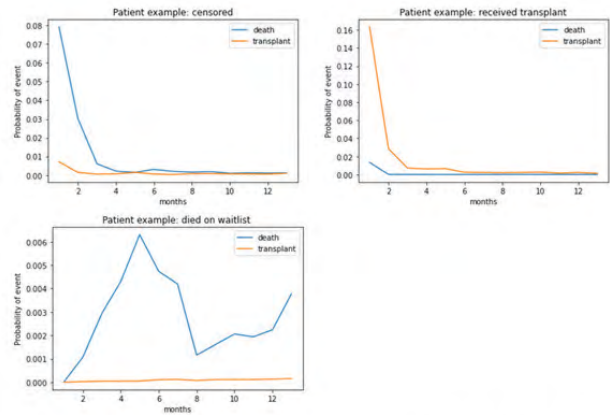 Patient example: censored
0.08
0.07
0.06
0.05
0.04
0.03
0.02
0.01
0.00
Probability of event
death
transplant
2 4 6 8 10 12
months
Patient example: received transplant
0.16
0.14
0.12
0.10
0.08
0.06
0.04
0.02
0.00
Probability of event
death
transplant
2 4 6 8 10 12
months
Patient example: died on waitlist
0.006
0.005
0.004
0.003
0.002
0.001
0.000
Probability of event
death
transplant
2 4 6 8 10 12
months